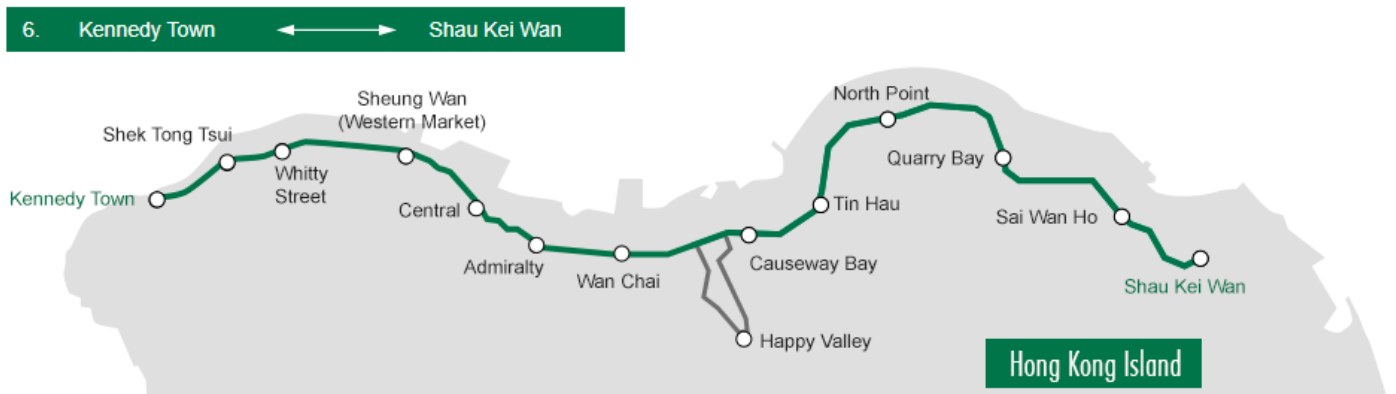 6. Kennedy Town Shau Kei Wan
Sheung Wan
(Western Market)
North Point
Shek Tong Tsui
Quarry Bay
Whitty
Street
Kennedy Town
Central
Tin Hau
Sai Wan Ho
Admiralty
Wan Chai
Causeway Bay
Shau Kei Wan
Happy Valley
Hong Kong Island